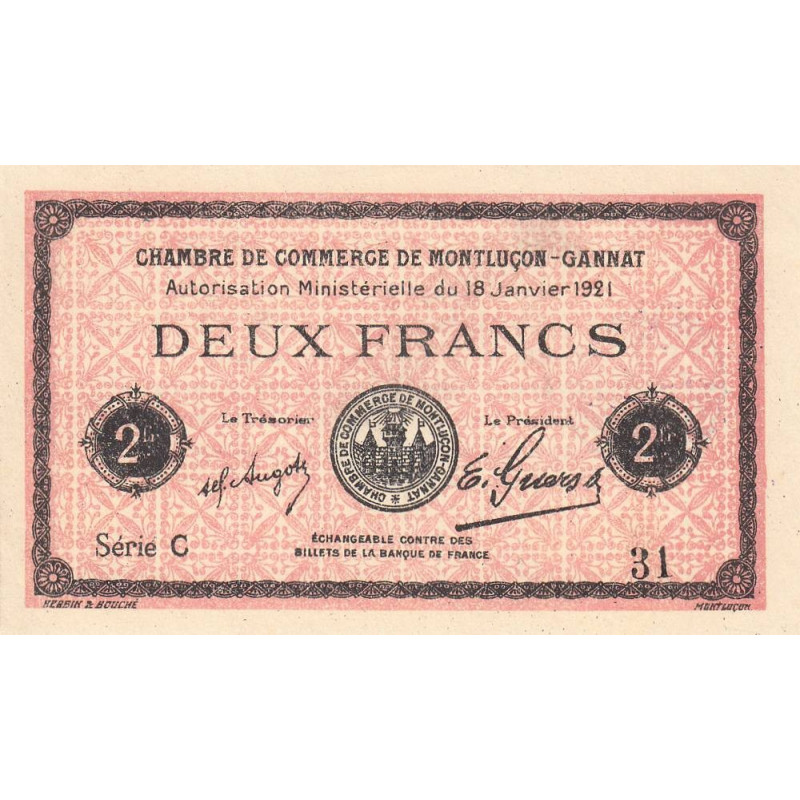 CHAMBRE DE COMMERCE DE MONTLUÇON-GANNAT
Autorisation Ministérielle du 18 Janvier 1921
DEUX FRANCS
Le Trésorier
Le Président
2fr
CHAMBRE DE COMMERCE DE MONTLUÇON-GANNAT
2fr
Série C
ÉCHANGEABLE CONTRE DES
BILLETS DE LA BANQUE DE FRANCE
31
HERBIN & BOUCHÉ
MONTLUÇON